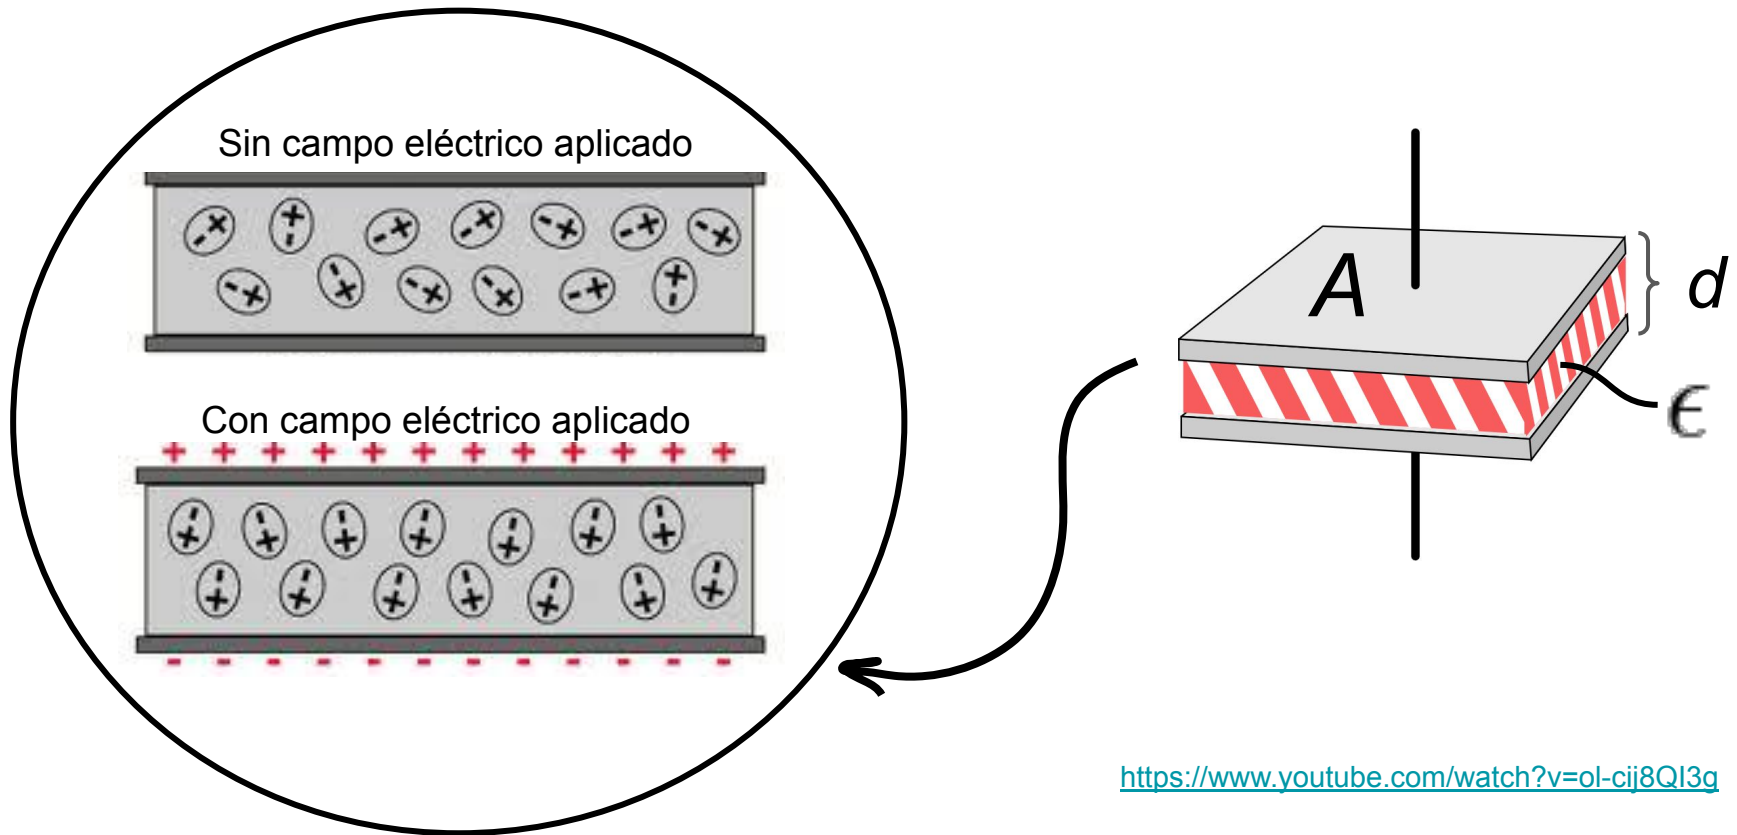 Sin campo eléctrico aplicado
Con campo eléctrico aplicado
A
d
ϵ
https://www.youtube.com/watch?v=ol-cij8QI3g